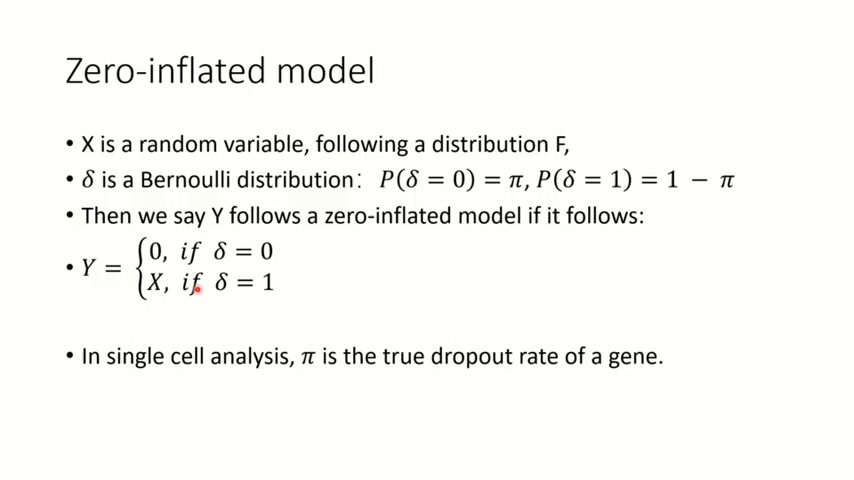 Zero-inflated model
• X is a random variable, following a distribution F,
• δ is a Bernoulli distribution: P(δ = 0) = π, P(δ = 1) = 1 − π
• Then we say Y follows a zero-inflated model if it follows:
• Y = {0, if δ = 0
X, if δ = 1
• In single cell analysis, π is the true dropout rate of a gene.